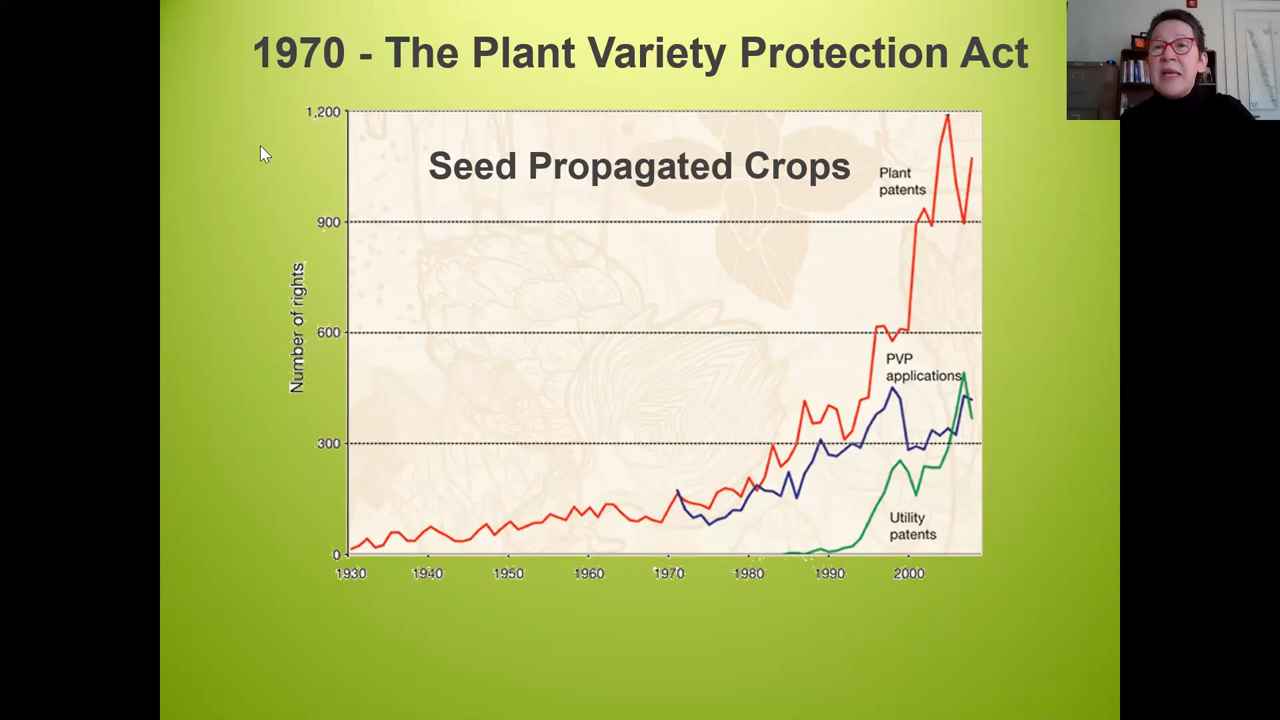 1970 - The Plant Variety Protection Act
Seed Propagated Crops
Number of rights
1,200
900
600
300
0
1930
1940
1950
1960
1970
1980
1990
2000
Plant
patents
PVP
applications
Utility
patents